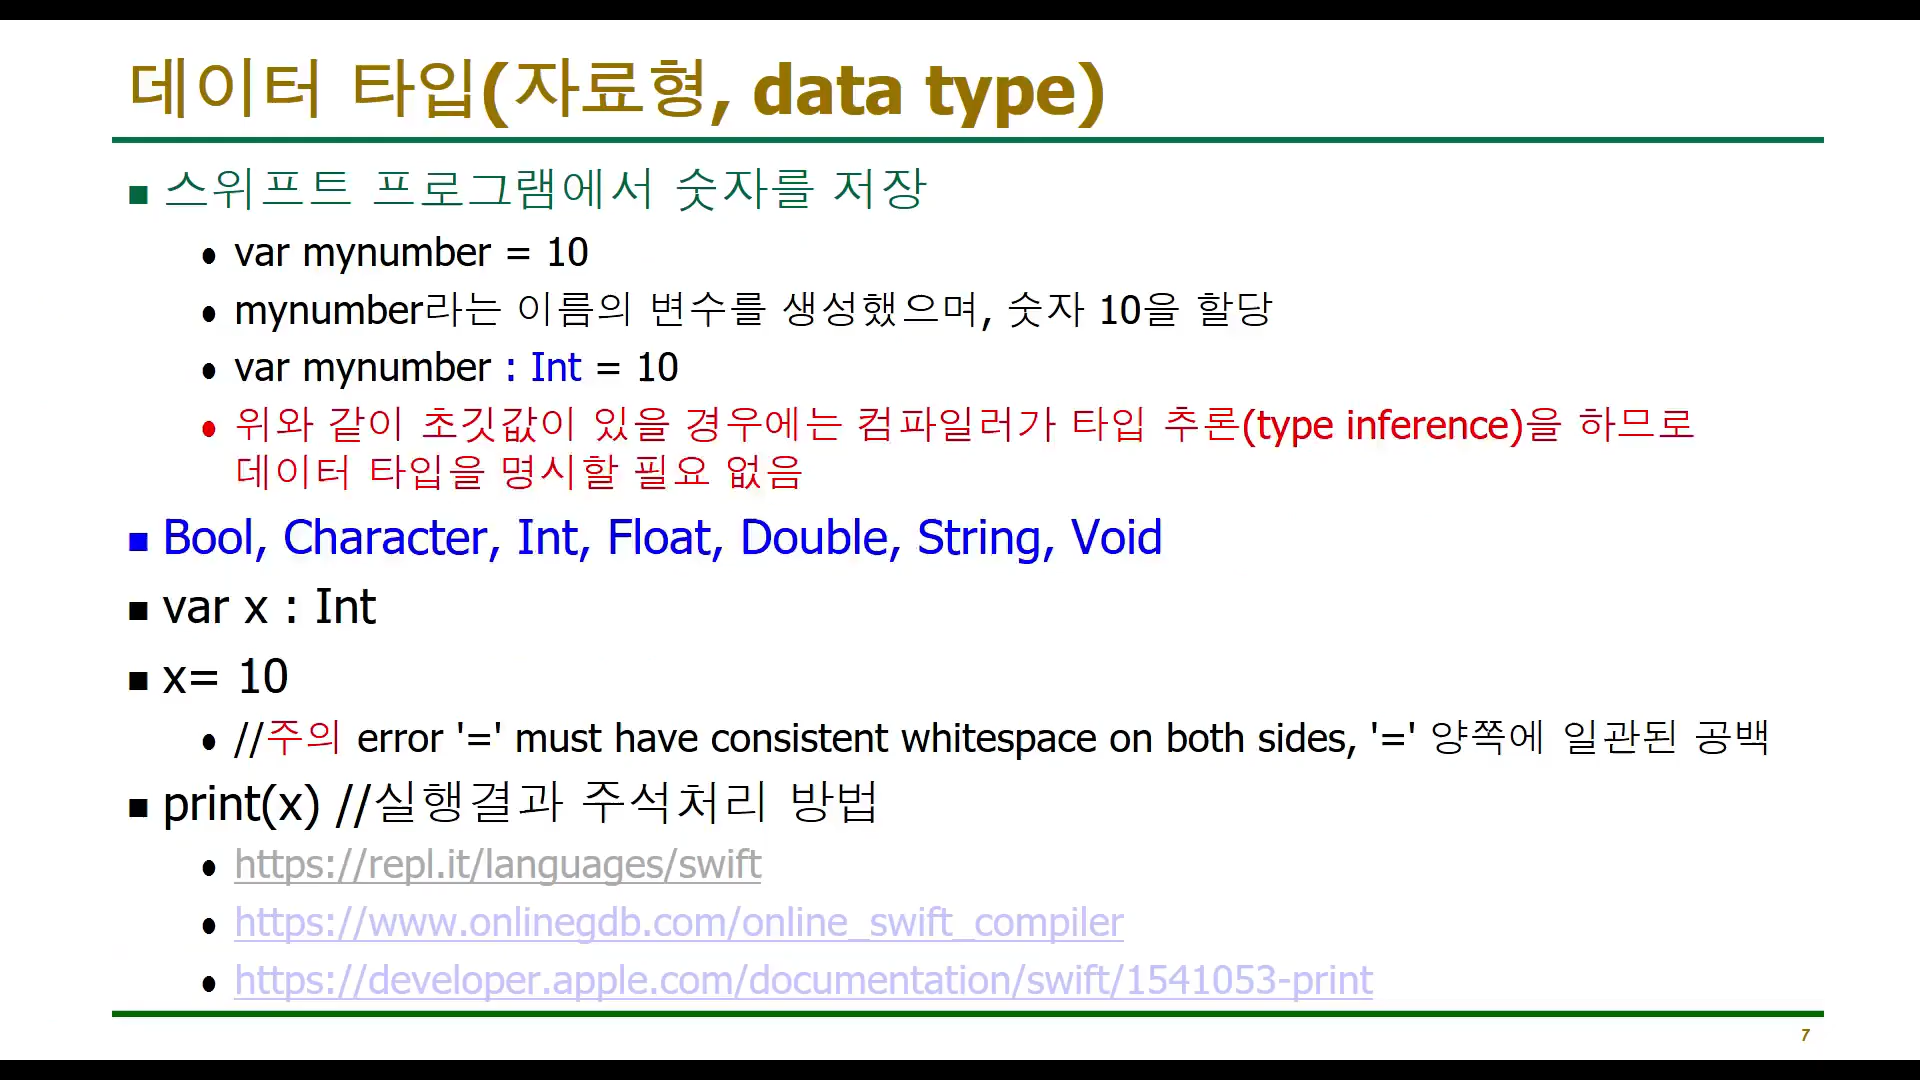 데이터 타입(자료형, data type)
■ 스위프트 프로그램에서 숫자를 저장
● var mynumber = 10
● mynumber라는 이름의 변수를 생성했으며, 숫자 10을 할당
● var mynumber : Int = 10
● 위와 같이 초깃값이 있을 경우에는 컴파일러가 타입 추론(type inference)을 하므로
데이터 타입을 명시할 필요 없음
■ Bool, Character, Int, Float, Double, String, Void
■ var x : Int
■ x= 10
● //주의 error '=' must have consistent whitespace on both sides, '=' 양쪽에 일관된 공백
■ print(x) //실행결과 주석처리 방법
● https://repl.it/languages/swift
● https://www.onlinegdb.com/online_swift_compiler
● https://developer.apple.com/documentation/swift/1541053-print
7